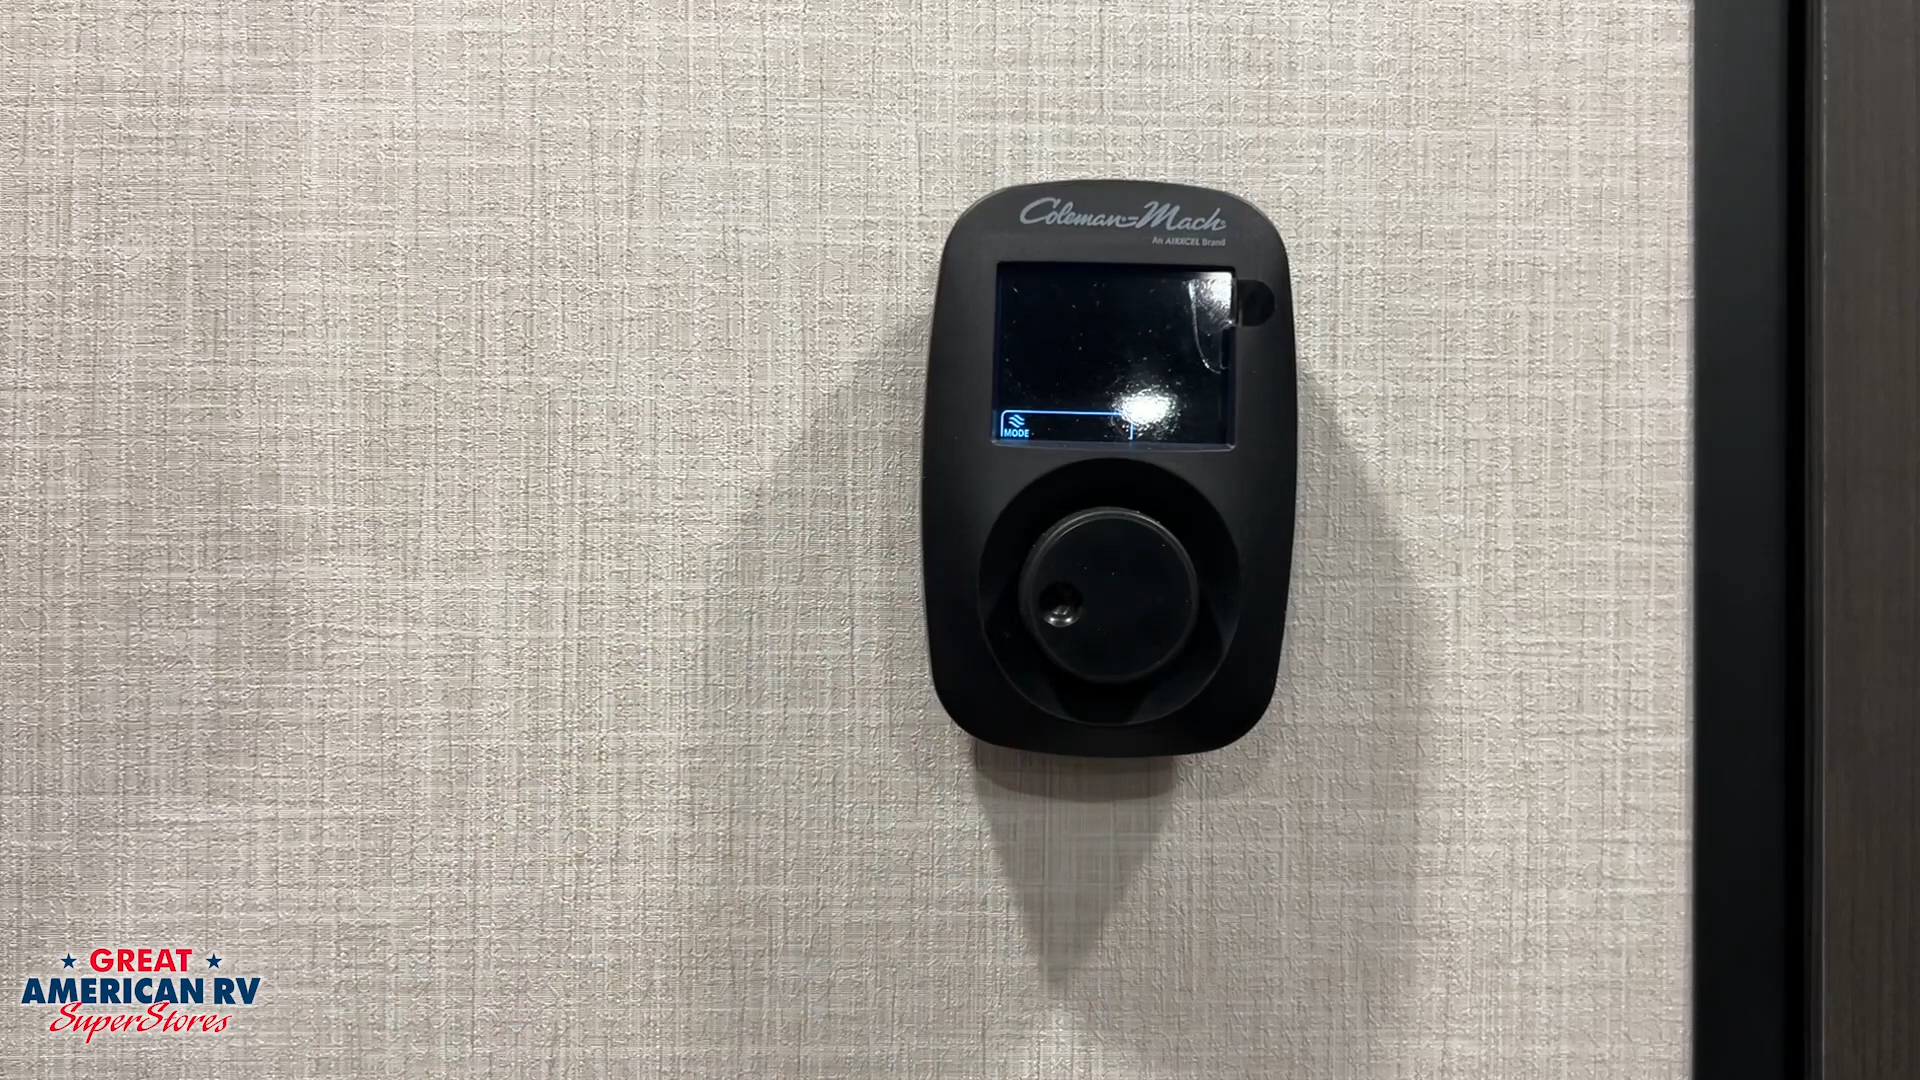 Coleman-Mach
An AIRXCEL Brand
MODE
GREAT
AMERICAN RV
SuperStores